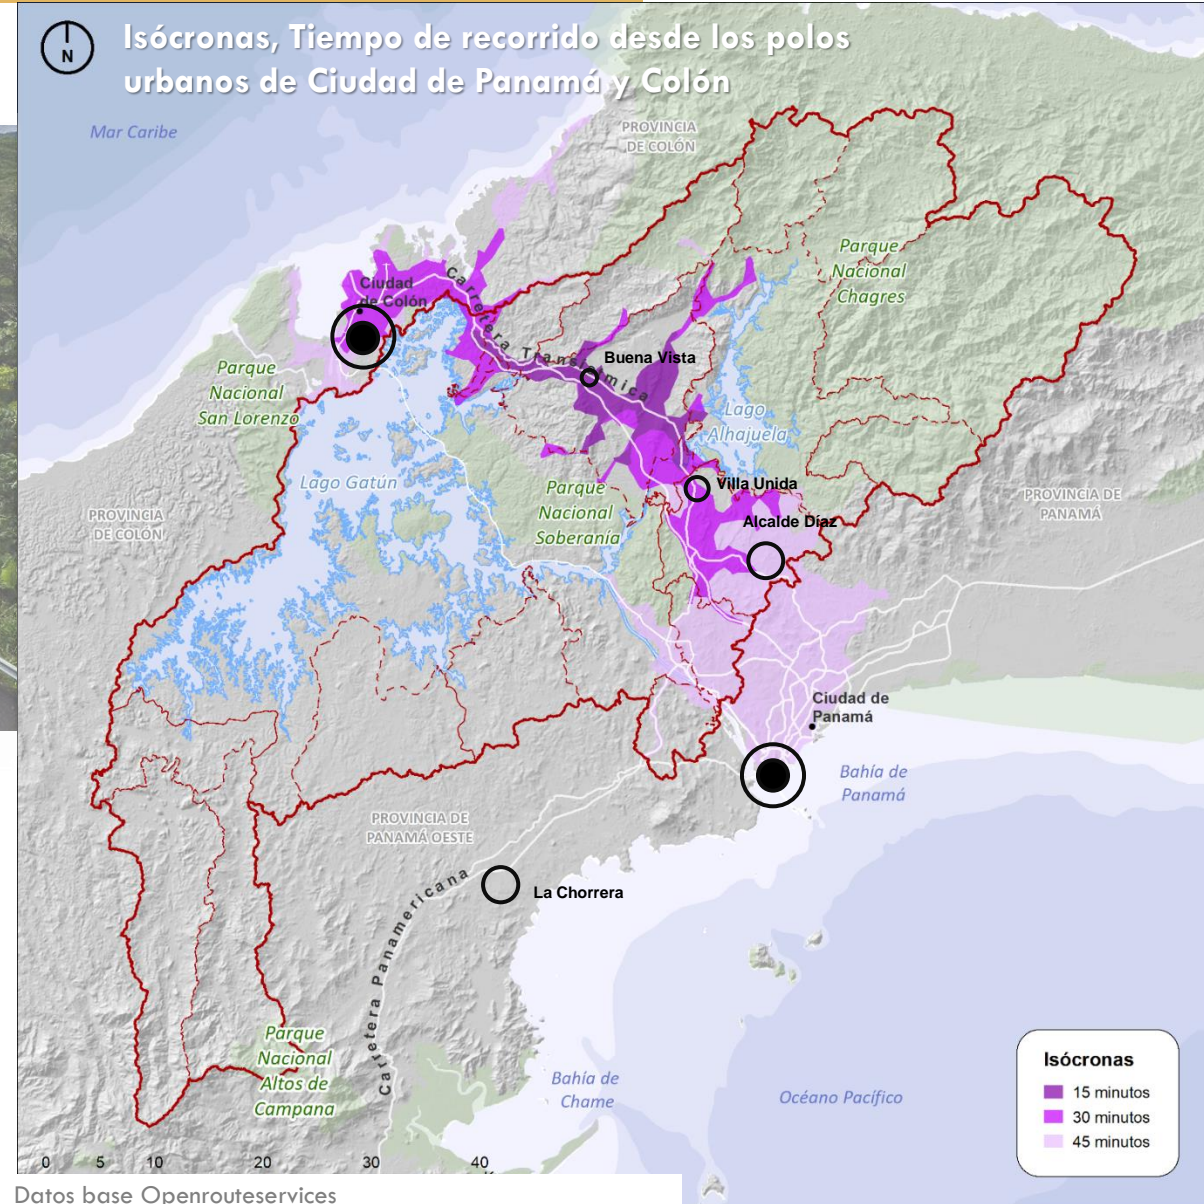 N
Isócronas, Tiempo de recorrido desde los polos
urbanos de Ciudad de Panamá y Colón
Mar Caribe
PROVINCIA
DE COLÓN
Parque
Nacional
Chagres
Ciudad
de Colón
Carretera Transístmica
Buena Vista
Parque
Nacional
San Lorenzo
Lago
Alhajuela
Lago Gatún
Parque
Nacional
Soberanía
Villa Unida
PROVINCIA DE
PANAMÁ
PROVINCIA
DE COLÓN
Alcalde Díaz
Ciudad de
Panamá
Bahía de
Panamá
PROVINCIA DE
PANAMÁ OESTE
Carretera Panamericana
La Chorrera
Parque
Nacional
Altos de
Campana
Bahía de
Chame
Océano Pacífico
Isócronas
15 minutos
30 minutos
45 minutos
0 5 10 20 30 40
Datos base Openrouteservices